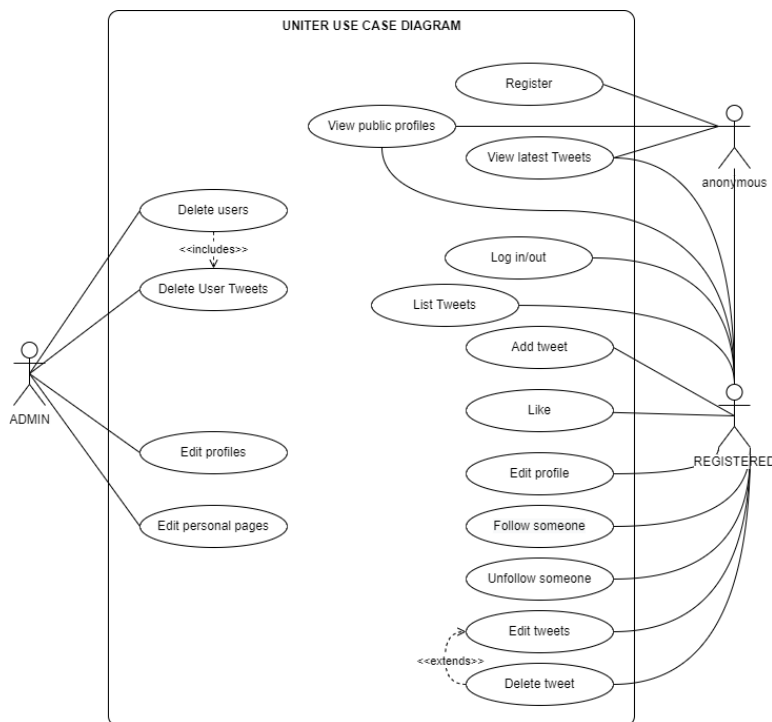 UNITER USE CASE DIAGRAM
Register
View public profiles
View latest Tweets
anonymous
Delete users
<<includes>>
Log in/out
Delete User Tweets
List Tweets
Add tweet
ADMIN
Like
Edit profiles
REGISTERED
Edit profile
Edit personal pages
Follow someone
Unfollow someone
Edit tweets
<<extends>>
Delete tweet